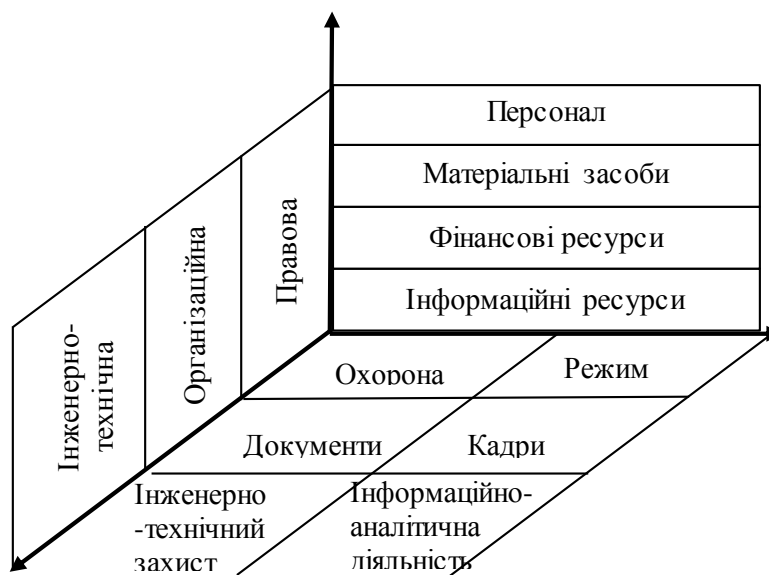 Персонал
Матеріальні засоби
Фінансові ресурси
Інформаційні ресурси
Правова
Організаційна
Інженерно-
технічна
Охорона
Режим
Документи
Кадри
Інженерно
-технічний
захист
Інформаційно-
аналітична
діяльність